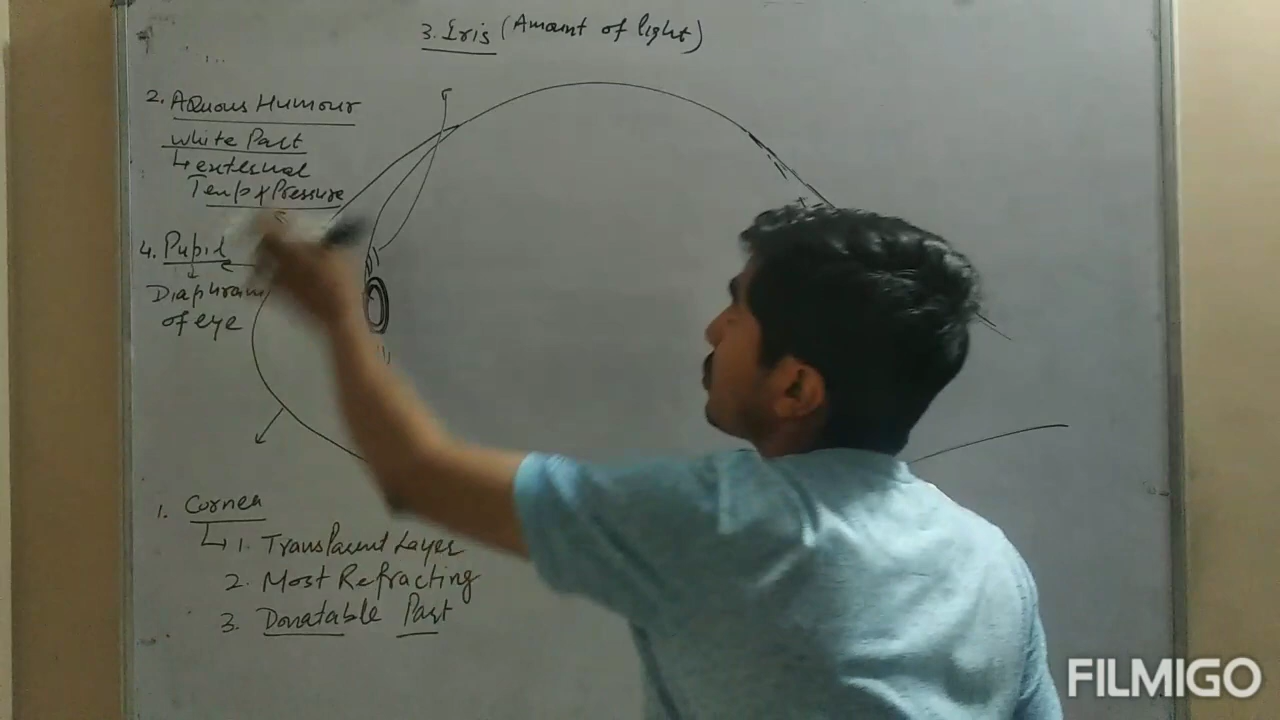 3. Iris (Amount of light)
2. Aquous Humour
White Part
↳ external
Temp & Pressure
4. Pupil
Diaphram
of eye
1. Cornea
↳ 1. Transparent Layer
2. Most Refracting
3. Donatable Part
FILMIGO